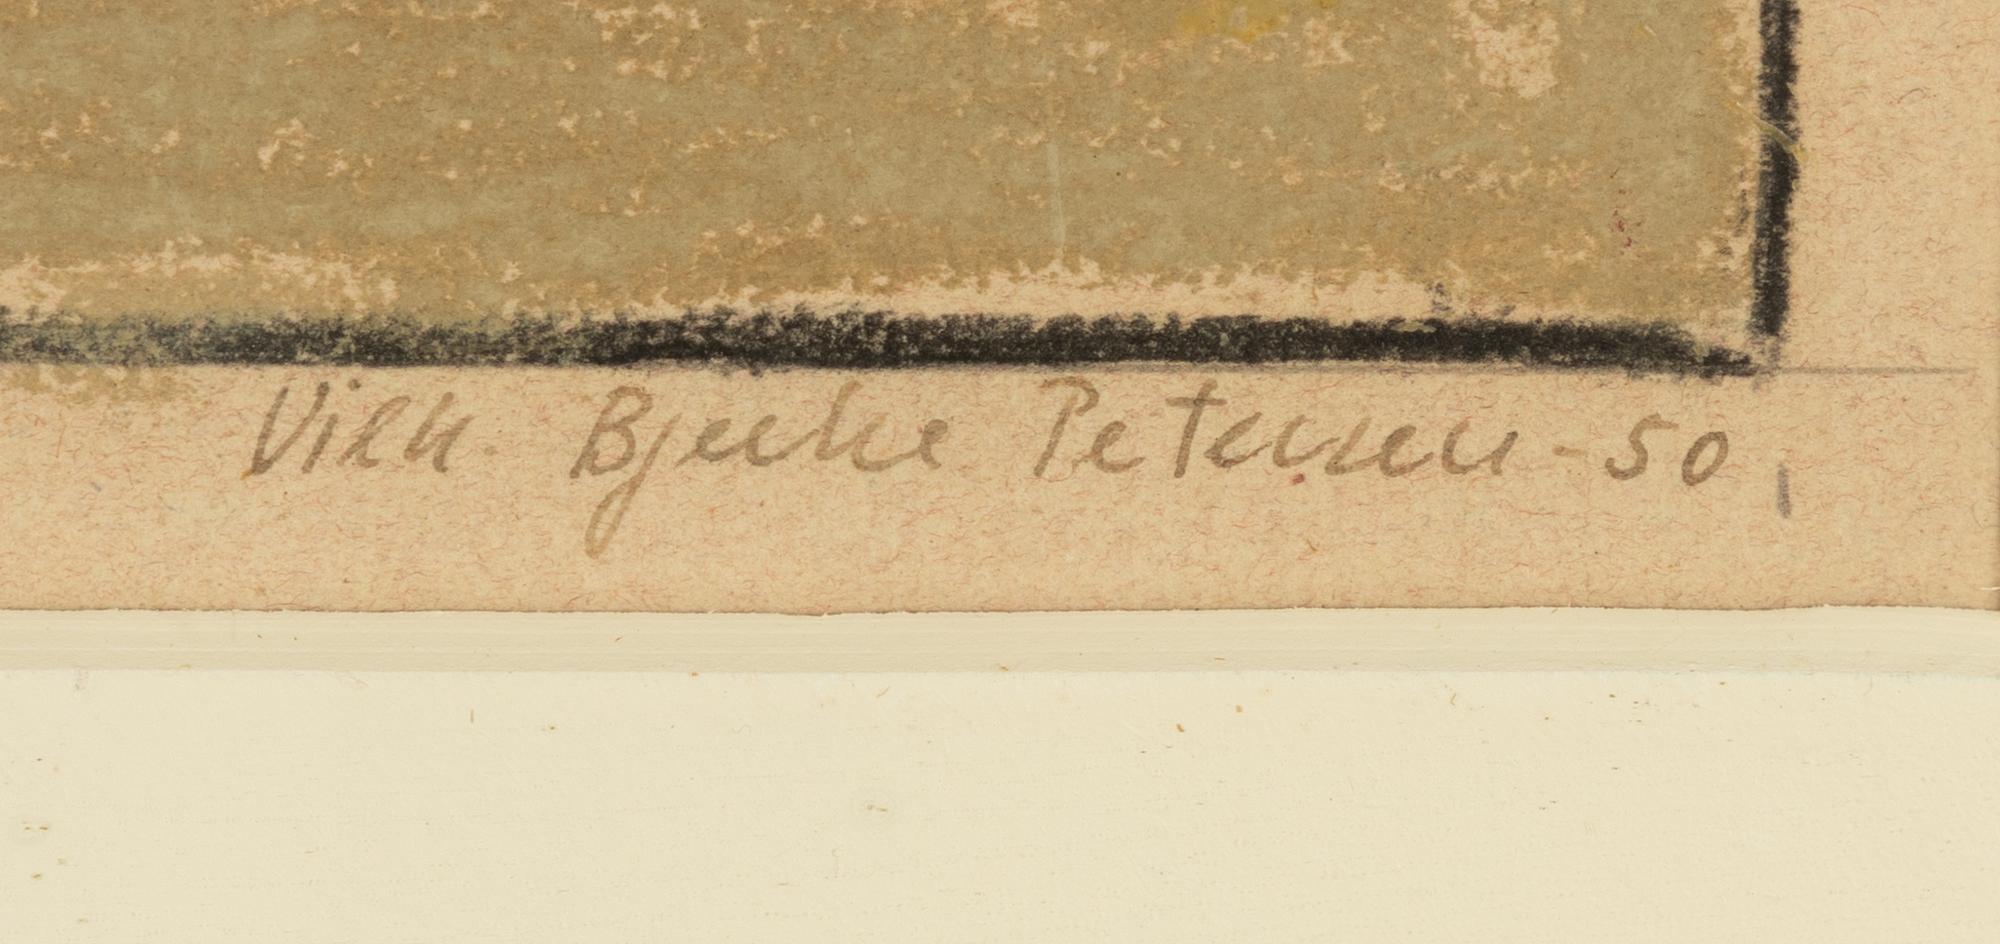 Vilh. Bjerke Petersen - 50